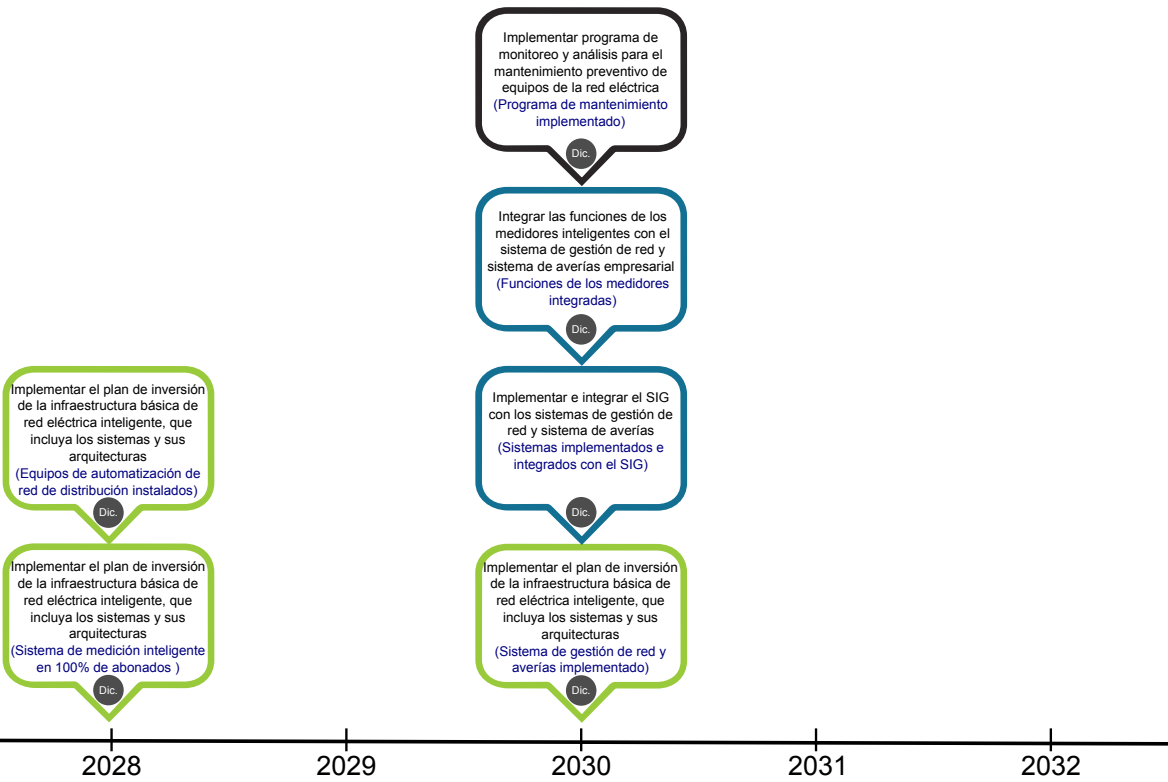 Implementar programa de
monitoreo y análisis para el
mantenimiento preventivo de
equipos de la red eléctrica
(Programa de mantenimiento
implementado)
Dic.
Integrar las funciones de los
medidores inteligentes con el
sistema de gestión de red y
sistema de averías empresarial
(Funciones de los medidores
integradas)
Dic.
Implementar el plan de inversión
de la infraestructura básica de
red eléctrica inteligente, que
incluya los sistemas y sus
arquitecturas
(Equipos de automatización de
red de distribución instalados)
Dic.
Implementar e integrar el SIG
con los sistemas de gestión de
red y sistema de averías
(Sistemas implementados e
integrados con el SIG)
Dic.
Implementar el plan de inversión
de la infraestructura básica de
red eléctrica inteligente, que
incluya los sistemas y sus
arquitecturas
(Sistema de medición inteligente
en 100% de abonados )
Dic.
Implementar el plan de inversión
de la infraestructura básica de
red eléctrica inteligente, que
incluya los sistemas y sus
arquitecturas
(Sistema de gestión de red y
averías implementado)
Dic.
2028
2029
2030
2031
2032